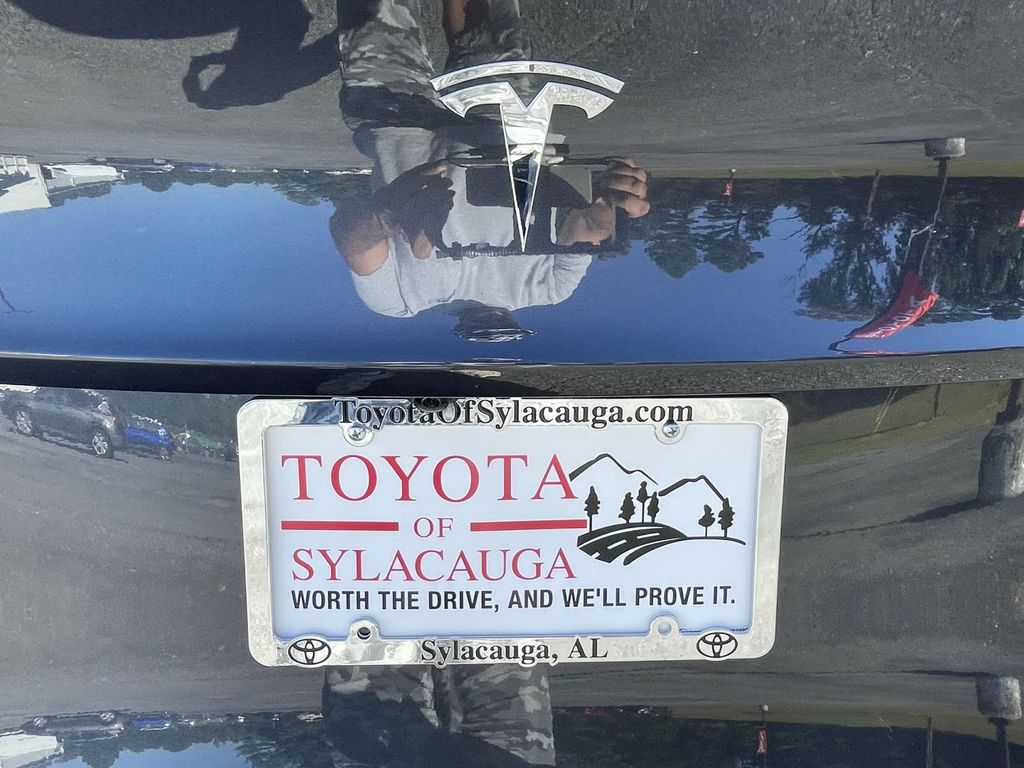 ToyotaOfSylacauga.com
TOYOTA
OF
SYLACAUGA
WORTH THE DRIVE, AND WE'LL PROVE IT.
Sylacauga, AL